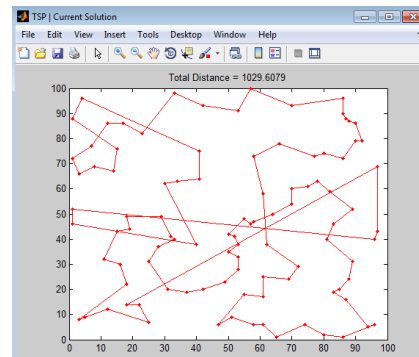 TSP | Current Solution
File Edit View Insert Tools Desktop Window Help
Total Distance = 1029.6079
100
90
80
70
60
50
40
30
20
10
0
0 10 20 30 40 50 60 70 80 90 100